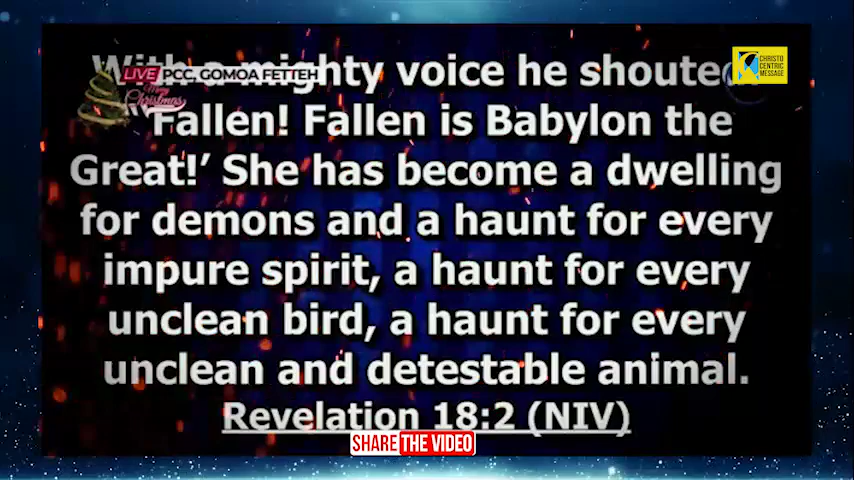 With a mighty voice he shouted
LIVE PCC, GOMOA FETTEH
Merry Christmas
CHRISTO
CENTRIC
MESSAGE
"'Fallen! Fallen is Babylon the
Great!' She has become a dwelling
for demons and a haunt for every
impure spirit, a haunt for every
unclean bird, a haunt for every
unclean and detestable animal.
Revelation 18:2 (NIV)
SHARE THE VIDEO